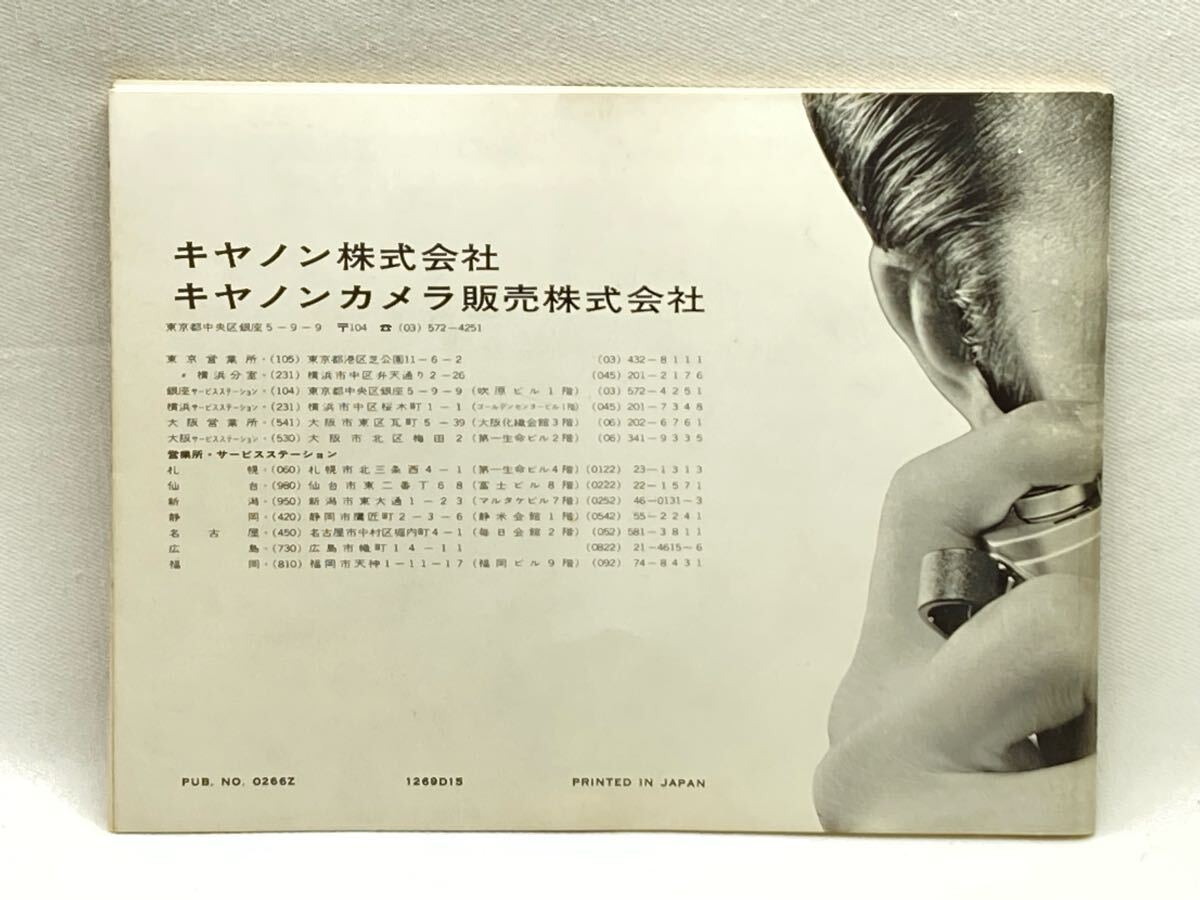 キヤノン株式会社
キヤノンカメラ販売株式会社
東京都中央区銀座5-9-9 〒104 ☎ (03) 572-4251
東京営業所・(105) 東京都港区芝公園11-6-2 (03) 432-8111
〃 横浜分室・(231) 横浜市中区弁天通り2-26 (045) 201-2176
銀座サービスステーション・(104) 東京都中央区銀座5-9-9 (吹原ビル1階) (03) 572-4251
横浜サービスステーション・(231) 横浜市中区桜木町1-1 (ゴールデンセンタービル1階) (045) 201-7348
大阪営業所・(541) 大阪市東区瓦町5-39 (大阪化繊会館3階) (06) 202-6761
大阪サービスステーション・(530) 大阪市北区梅田2 (第一生命ビル2階) (06) 341-9335
営業所・サービスステーション
札幌・(060) 札幌市北三条西4-1 (第一生命ビル4階) (0122) 23-1313
仙台・(980) 仙台市東二番丁68 (富士ビル8階) (0222) 22-1571
新潟・(950) 新潟市東大通1-23 (マルタケビル7階) (0252) 46-0131-3
静岡・(420) 静岡市鷹匠町2-3-6 (静米会館1階) (0542) 55-2241
名古屋・(450) 名古屋市中村区堀内町4-1 (毎日会館2階) (052) 581-3811
広島・(730) 広島市幟町14-11 (0822) 21-4615-6
福岡・(810) 福岡市天神1-11-17 (福岡ビル9階) (092) 74-8431
PUB. NO. 0266Z 1269D15 PRINTED IN JAPAN